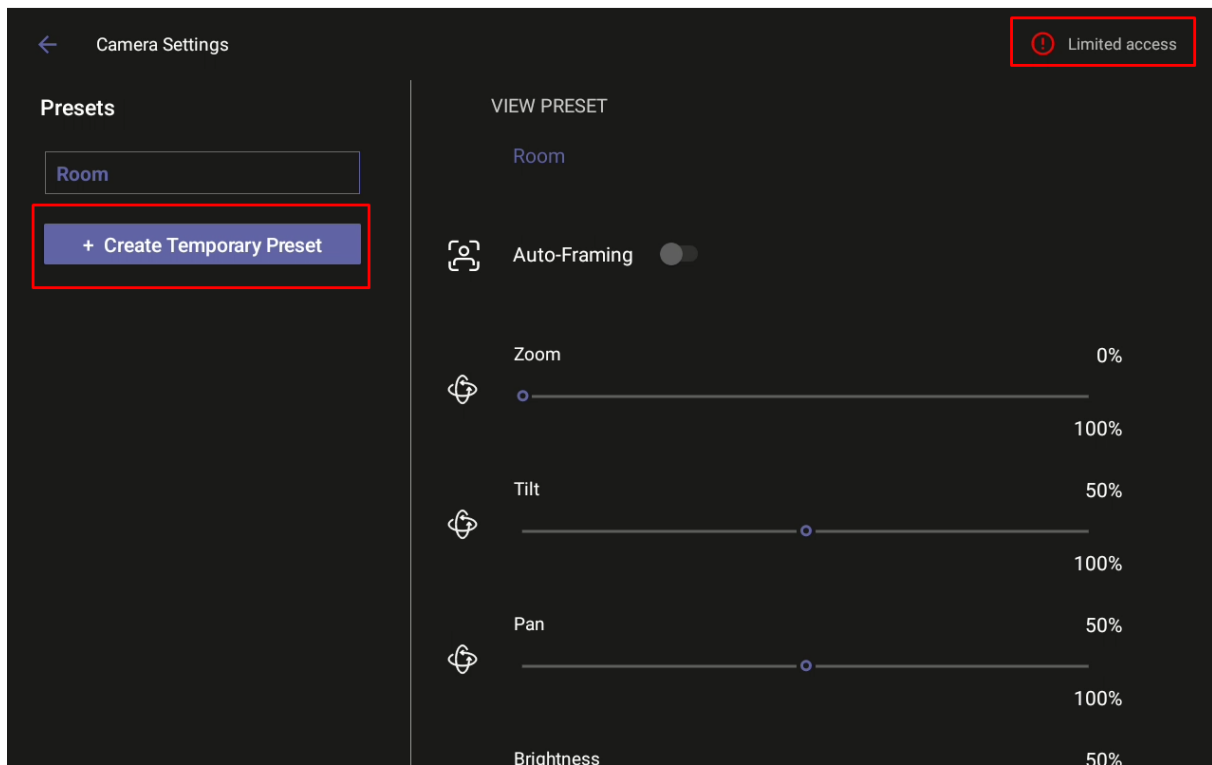 Camera Settings
Limited access
Presets
Room
+ Create Temporary Preset
VIEW PRESET
Room
Auto-Framing
Zoom
0%
100%
Tilt
50%
100%
Pan
50%
100%
Brightness
50%